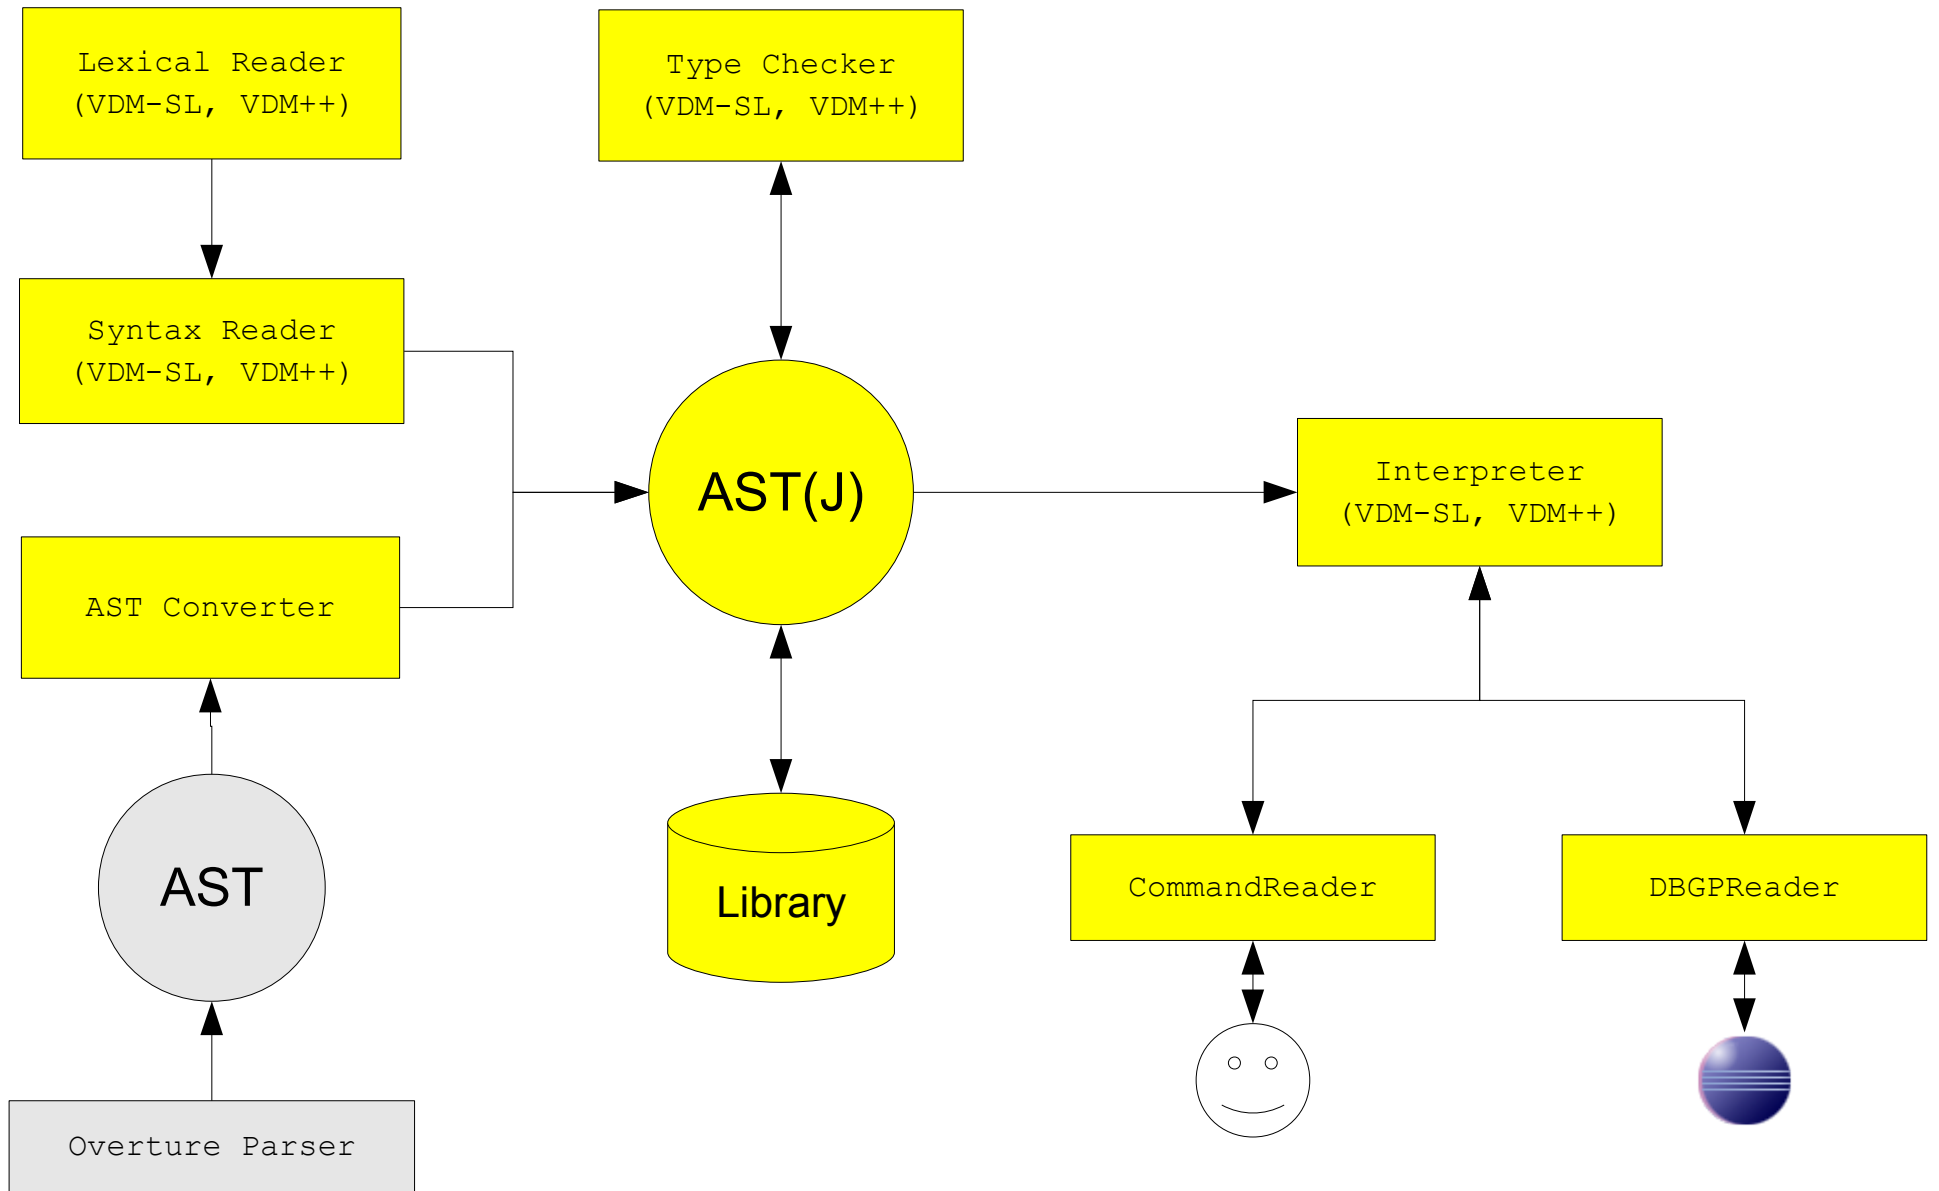 Lexical Reader
(VDM-SL, VDM++)
Type Checker
(VDM-SL, VDM++)
Syntax Reader
(VDM-SL, VDM++)
AST(J)
Interpreter
(VDM-SL, VDM++)
AST Converter
AST
Library
CommandReader
DBGPReader
Overture Parser